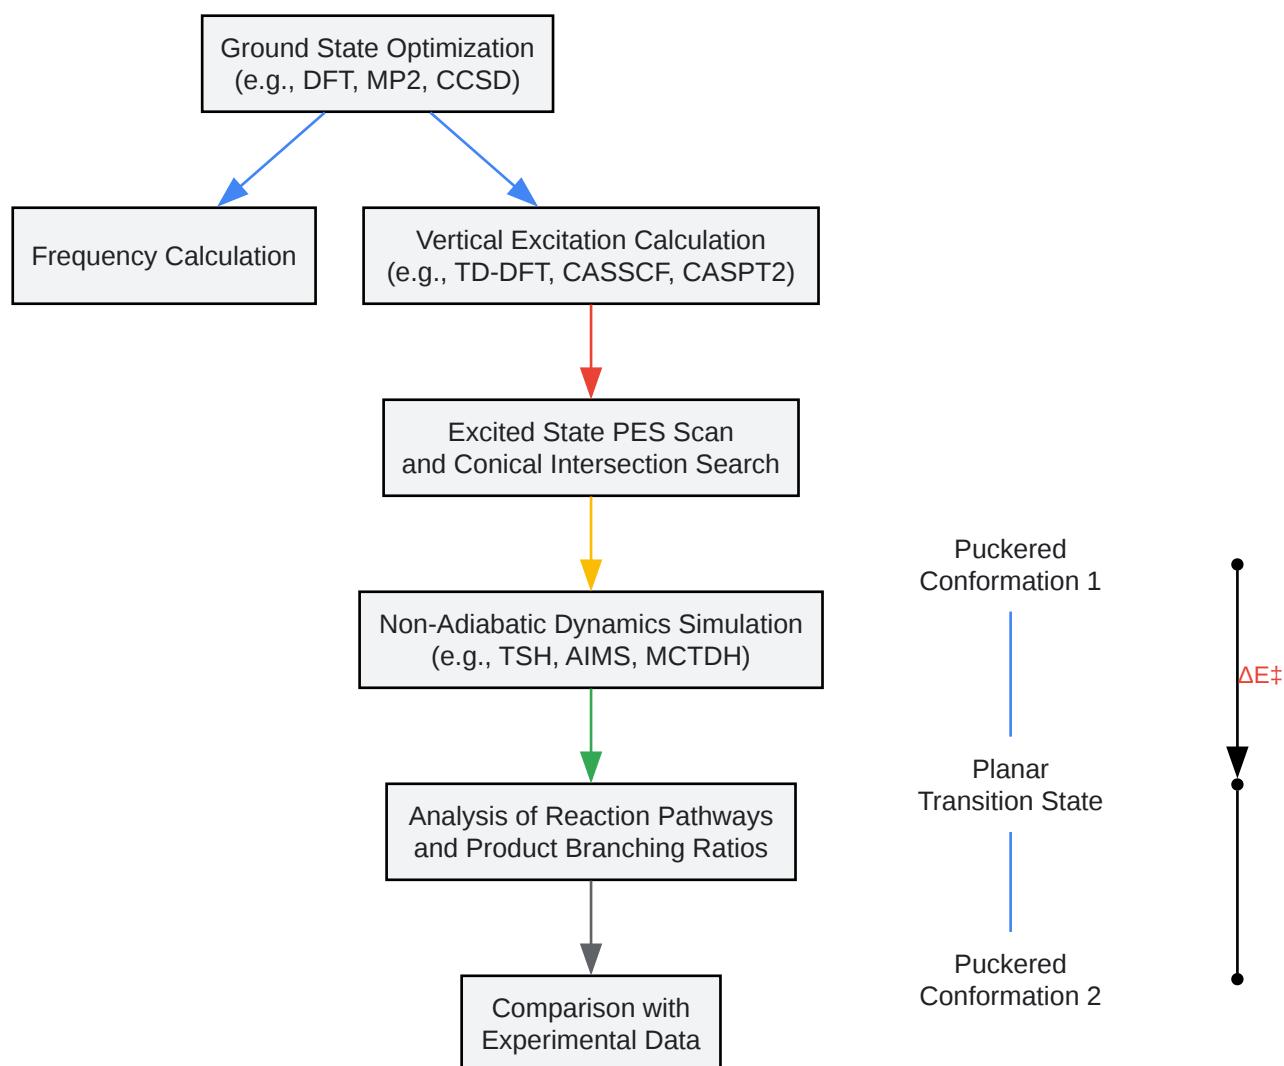 Ground State Optimization
(e.g., DFT, MP2, CCSD)
Frequency Calculation
Vertical Excitation Calculation
(e.g., TD-DFT, CASSCF, CASPT2)
Excited State PES Scan
and Conical Intersection Search
Non-Adiabatic Dynamics Simulation
(e.g., TSH, AIMS, MCTDH)
Analysis of Reaction Pathways
and Product Branching Ratios
Comparison with
Experimental Data
Puckered
Conformation 1
ΔE‡
Planar
Transition State
Puckered
Conformation 2